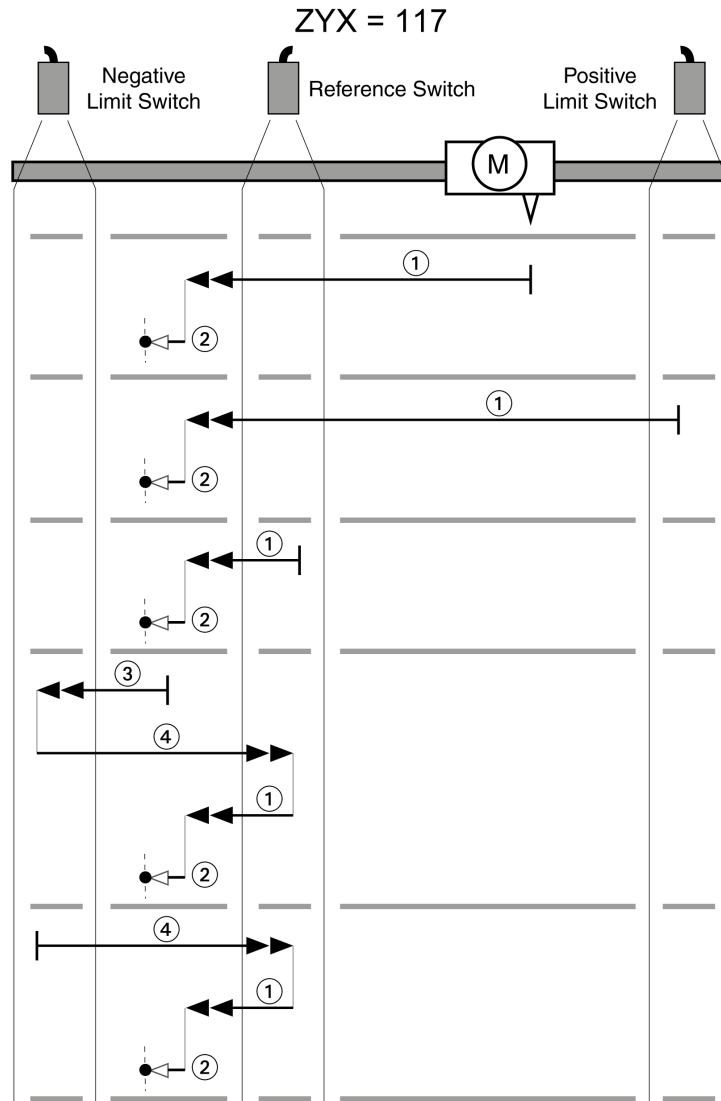 ZYX = 117
Negative
Limit Switch
Reference Switch
Positive
Limit Switch
M
1
2
1
2
1
2
3
4
1
2
4
1
2